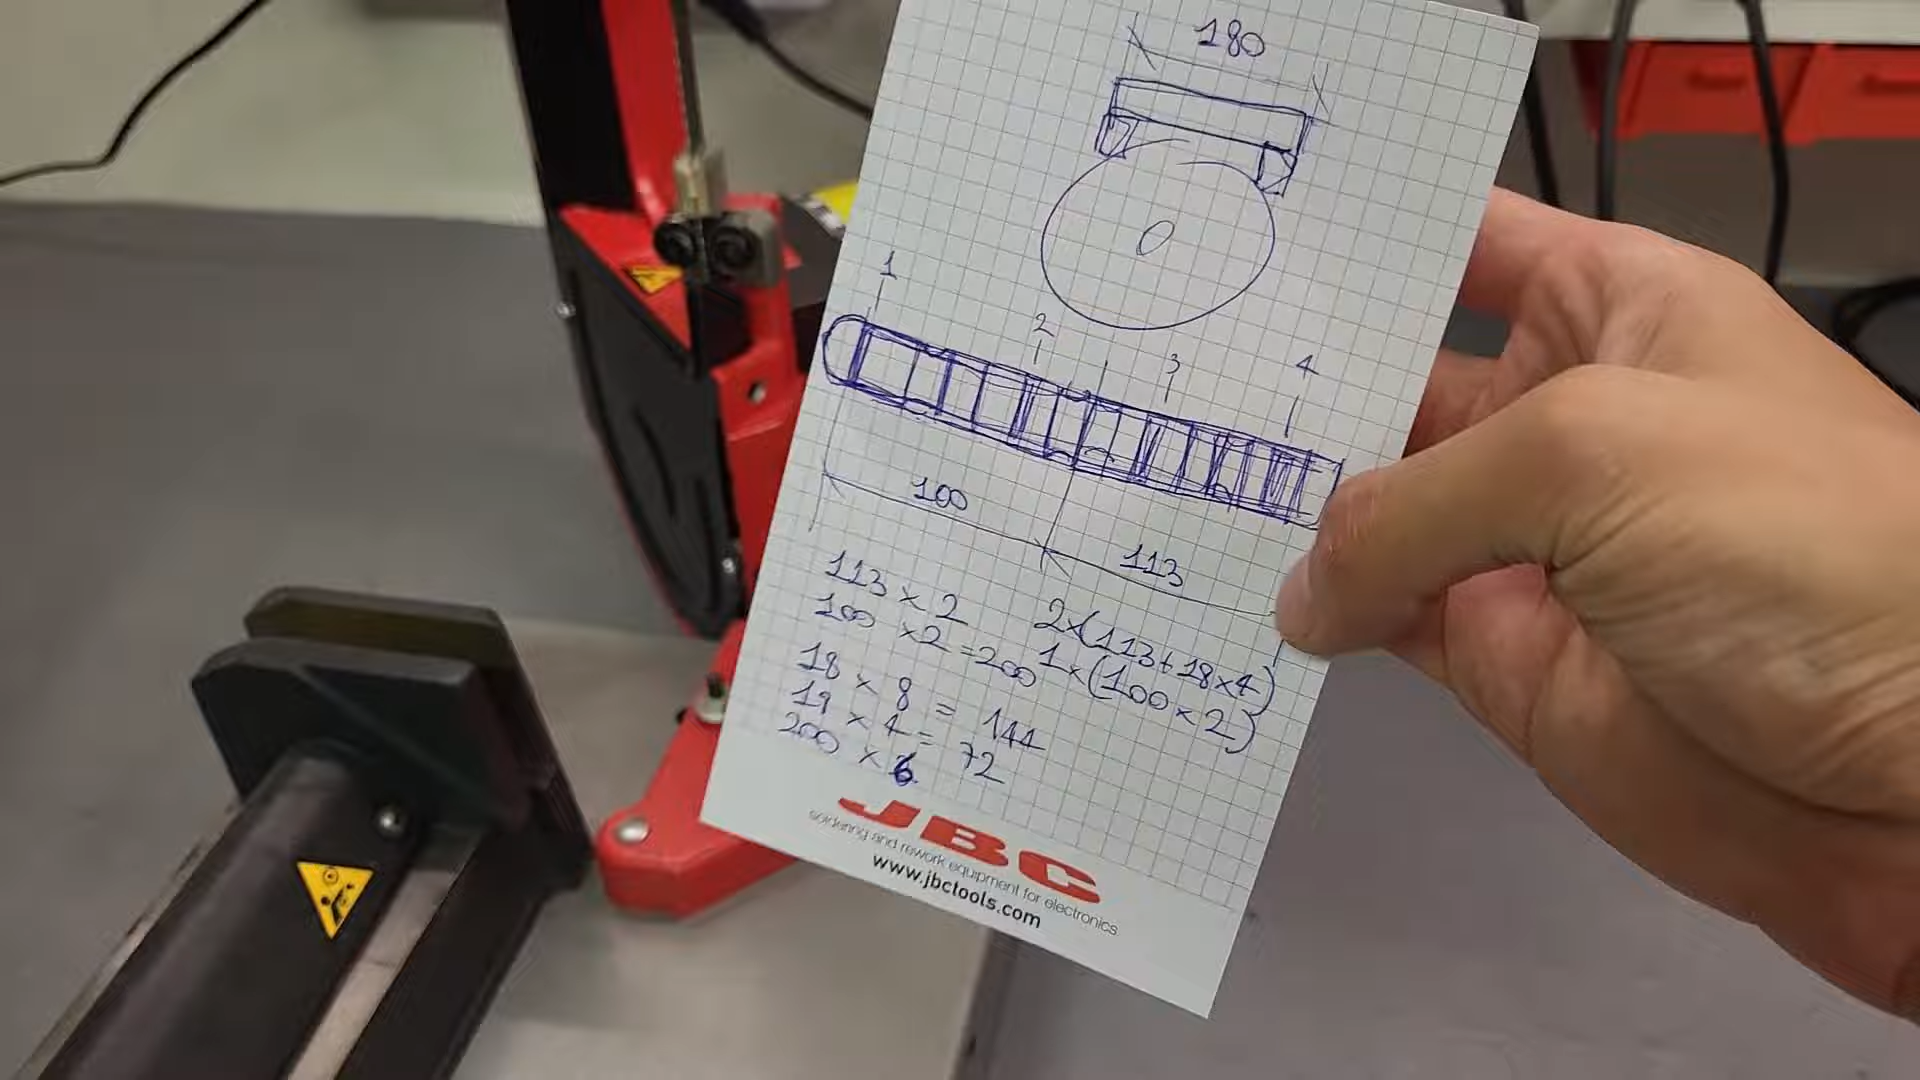 180
1
2
3
4
100
113
113 × 2
100 × 2 = 200
18 × 8 = 144
19 × 4 = 72
200 × 6
2×(113+18×4)
1×(100×2)
JBC
soldering and rework equipment for electronics
www.jbctools.com